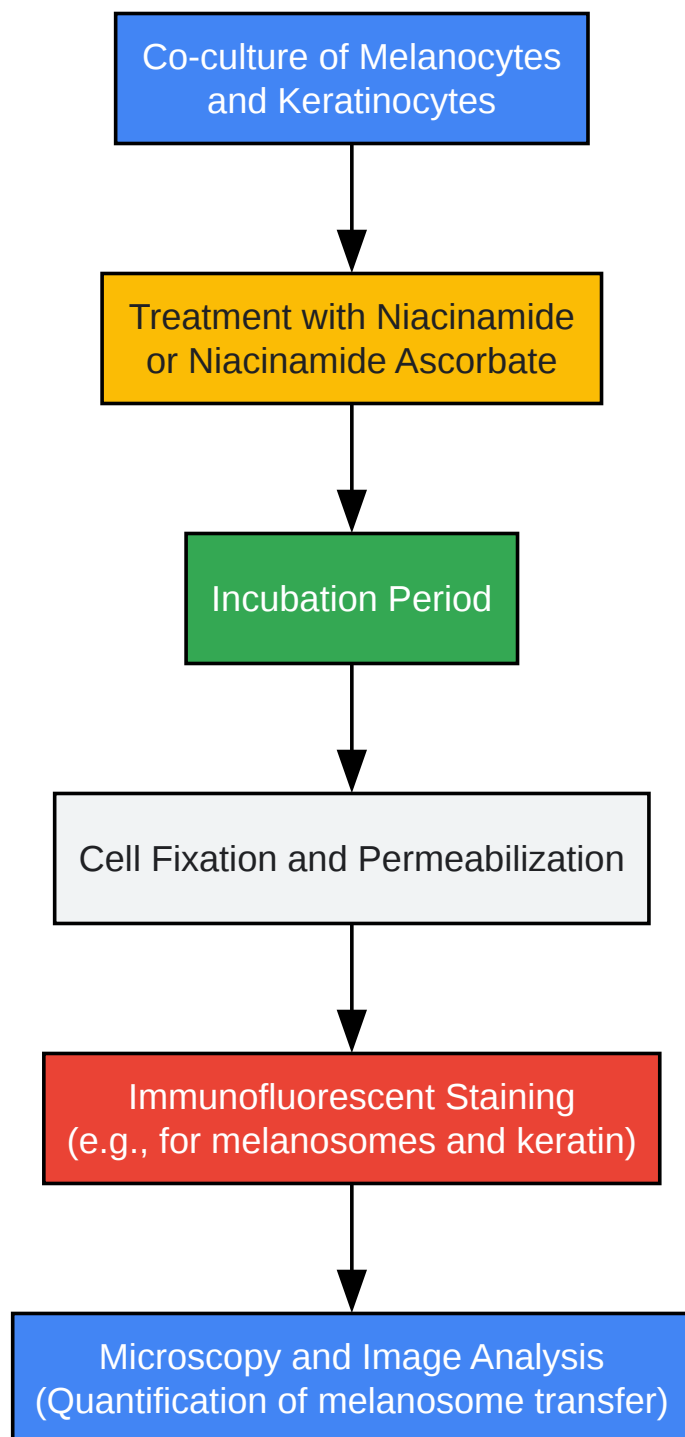 Co-culture of Melanocytes
and Keratinocytes
Treatment with Niacinamide
or Niacinamide Ascorbate
Incubation Period
Cell Fixation and Permeabilization
Immunofluorescent Staining
(e.g., for melanosomes and keratin)
Microscopy and Image Analysis
(Quantification of melanosome transfer)